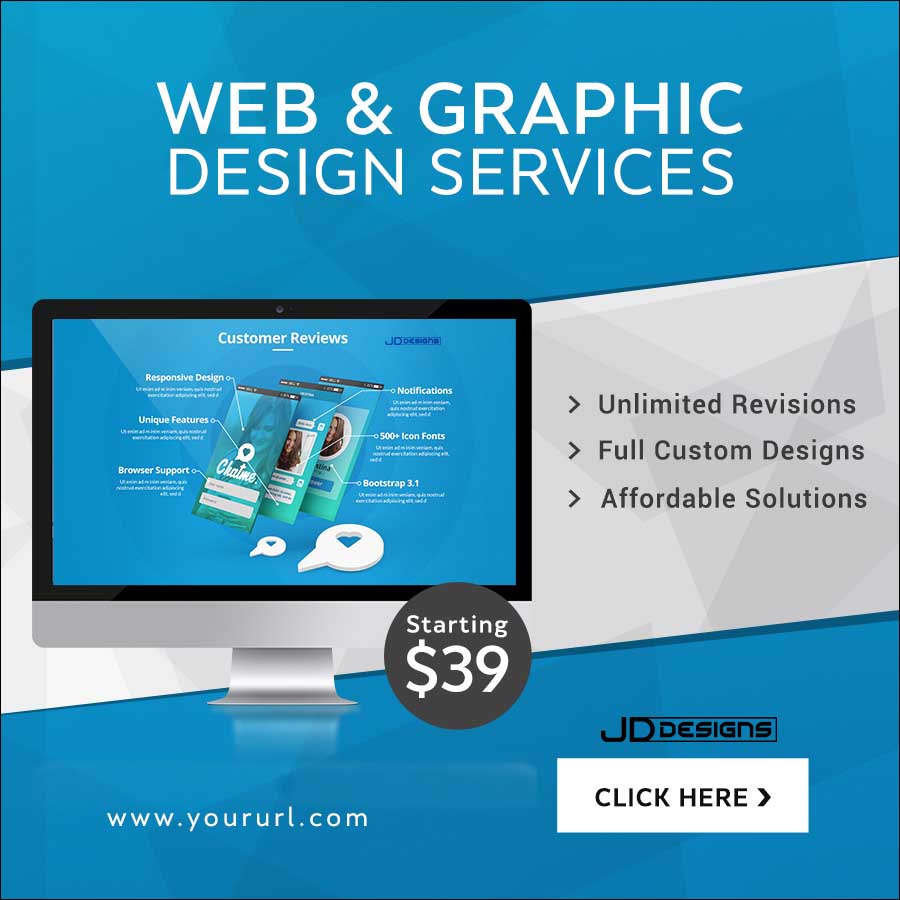 WEB & GRAPHIC
DESIGN SERVICES
Customer Reviews
JD DESIGNS
Responsive Design
Ut enim ad m inim veniam, quis nostrud
exercitation adipiscing elit, sed d
Unique Features
Ut enim ad m inim veniam, quis nostrud
exercitation adipiscing elit, sed d
Browser Support
Ut enim ad m inim veniam, quis nostrud
exercitation adipiscing elit, sed d
Chatme
Notifications
Ut enim ad m inim veniam,
quis nostrud exercitation
adipiscing elit, sed d
500+ Icon Fonts
Ut enim ad m inim veniam,
quis nostrud exercitation
adipiscing elit, sed d
Bootstrap 3.1
Ut enim ad m inim veniam, quis nostrud
exercitation adipiscing elit, sed d
> Unlimited Revisions
> Full Custom Designs
> Affordable Solutions
Starting
$39
JD DESIGNS
CLICK HERE >
www.yoururl.com